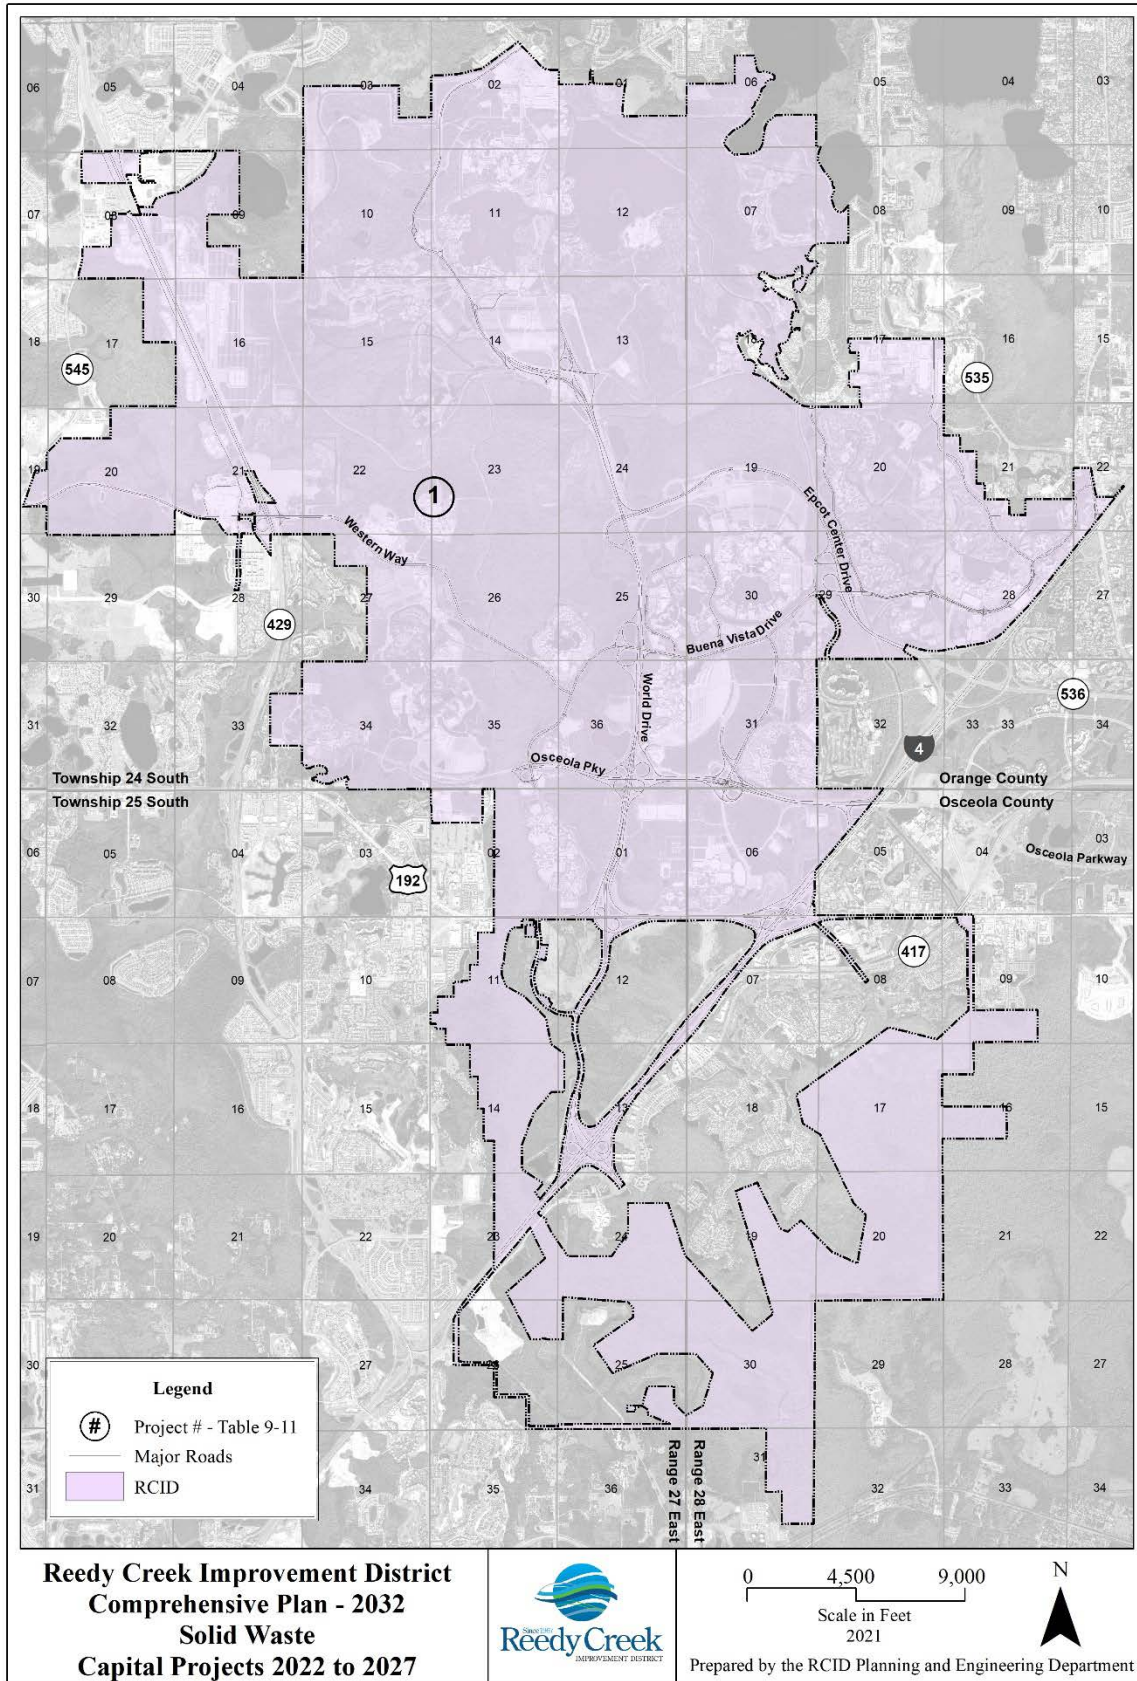 06 05 04 03 02 01 06 05 04 03
07 08 09 10 11 12 07 08 09 10
18 17 16 15 14 13 18 17 16 15
545
535
19 20 21 22 23 24 19 20 21 22
1
Western Way
Epcot Center Drive
30 29 28 27 26 25 30 29 28 27
429
Buena Vista Drive
World Drive
536
31 32 33 34 35 36 31 32 33 33 34
4
Osceola Pky
Township 24 South
Orange County
Township 25 South
Osceola County
06 05 04 03 02 01 06 05 04 03
Osceola Parkway
192
417
07 08 09 10 11 12 07 08 09 10
18 17 16 15 14 13 18 17 16 15
19 20 21 22 23 24 19 20 21 22
30 27 26 25 30 29 28 27
31 34 35 36 31 32 33 34
Range 27 East
Range 28 East
Legend
# Project # - Table 9-11
Major Roads
RCID
Reedy Creek Improvement District
Comprehensive Plan - 2032
Solid Waste
Capital Projects 2022 to 2027
Since 1967
Reedy Creek
IMPROVEMENT DISTRICT
0 4,500 9,000
Scale in Feet
2021
N
Prepared by the RCID Planning and Engineering Department